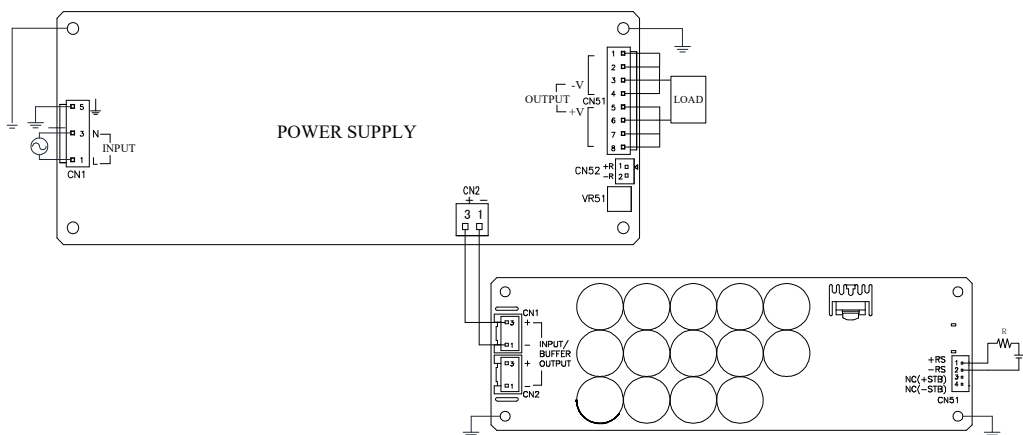 POWER SUPPLY
5
3 N
1 L
INPUT
CN1
OUTPUT
-V
+V
CN51
1
2
3
4
5
6
7
8
LOAD
CN52
+R 1
-R 2
VR51
CN2
+ -
3 1
CN1
3 +
1 -
INPUT/
BUFFER
OUTPUT
3 +
1 -
CN2
R
+RS 1
-RS 2
NC(+STB) 3
NC(-STB) 4
CN51